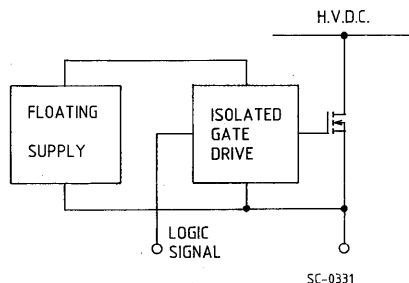 H.V.D.C.
FLOATING
SUPPLY
ISOLATED
GATE
DRIVE
LOGIC
SIGNAL
SC-0331